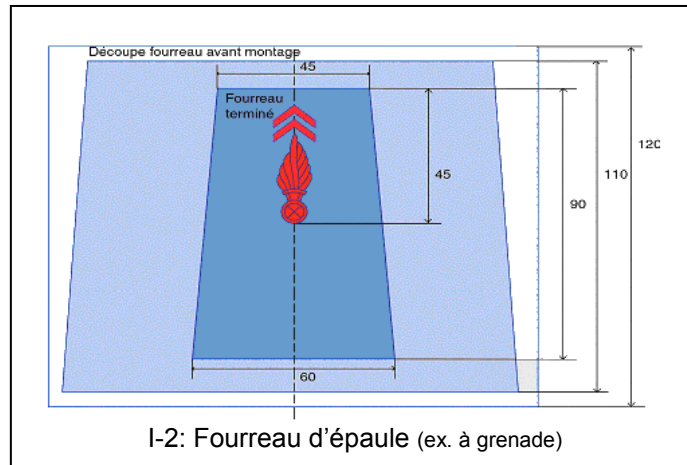 Découpe fourreau avant montage
45
Fourreau
terminé
45
90
110
120
60
I-2: Fourreau d’épaule (ex. à grenade)